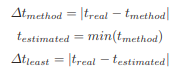 Δt_method = |t_real − t_method|
t_estimated = min(t_method)
Δt_least = |t_real − t_estimated|